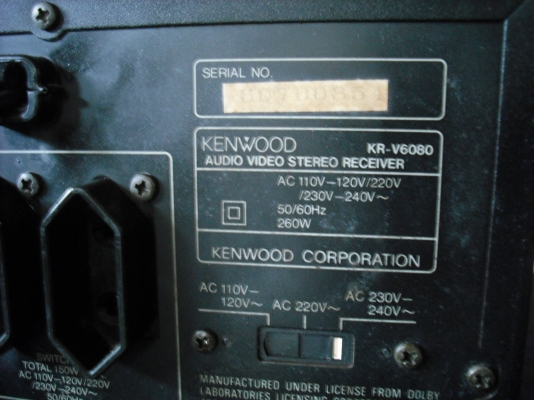 SERIAL NO.
KENWOOD KR-V6080
AUDIO VIDEO STEREO RECEIVER
AC 110V–120V/220V
/230V–240V~
50/60Hz
260W
KENWOOD CORPORATION
AC 110V–
120V~
AC 220V~
AC 230V–
240V~
SWITCH
TOTAL 150W
AC 110V–120V/220V
/230V–240V~
50/60Hz
MANUFACTURED UNDER LICENSE FROM DOLBY
LABORATORIES LICENSING